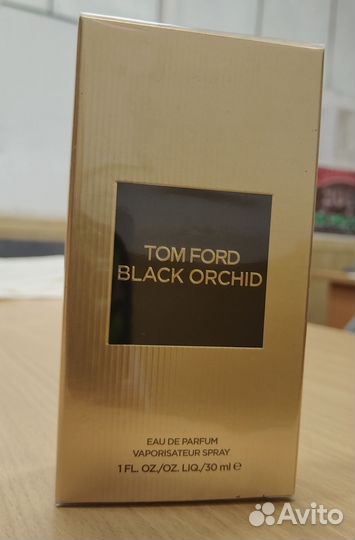 TOM FORD
BLACK ORCHID
EAU DE PARFUM
VAPORISATEUR SPRAY
1 FL. OZ./OZ. LIQ./30 ml ℮
Avito